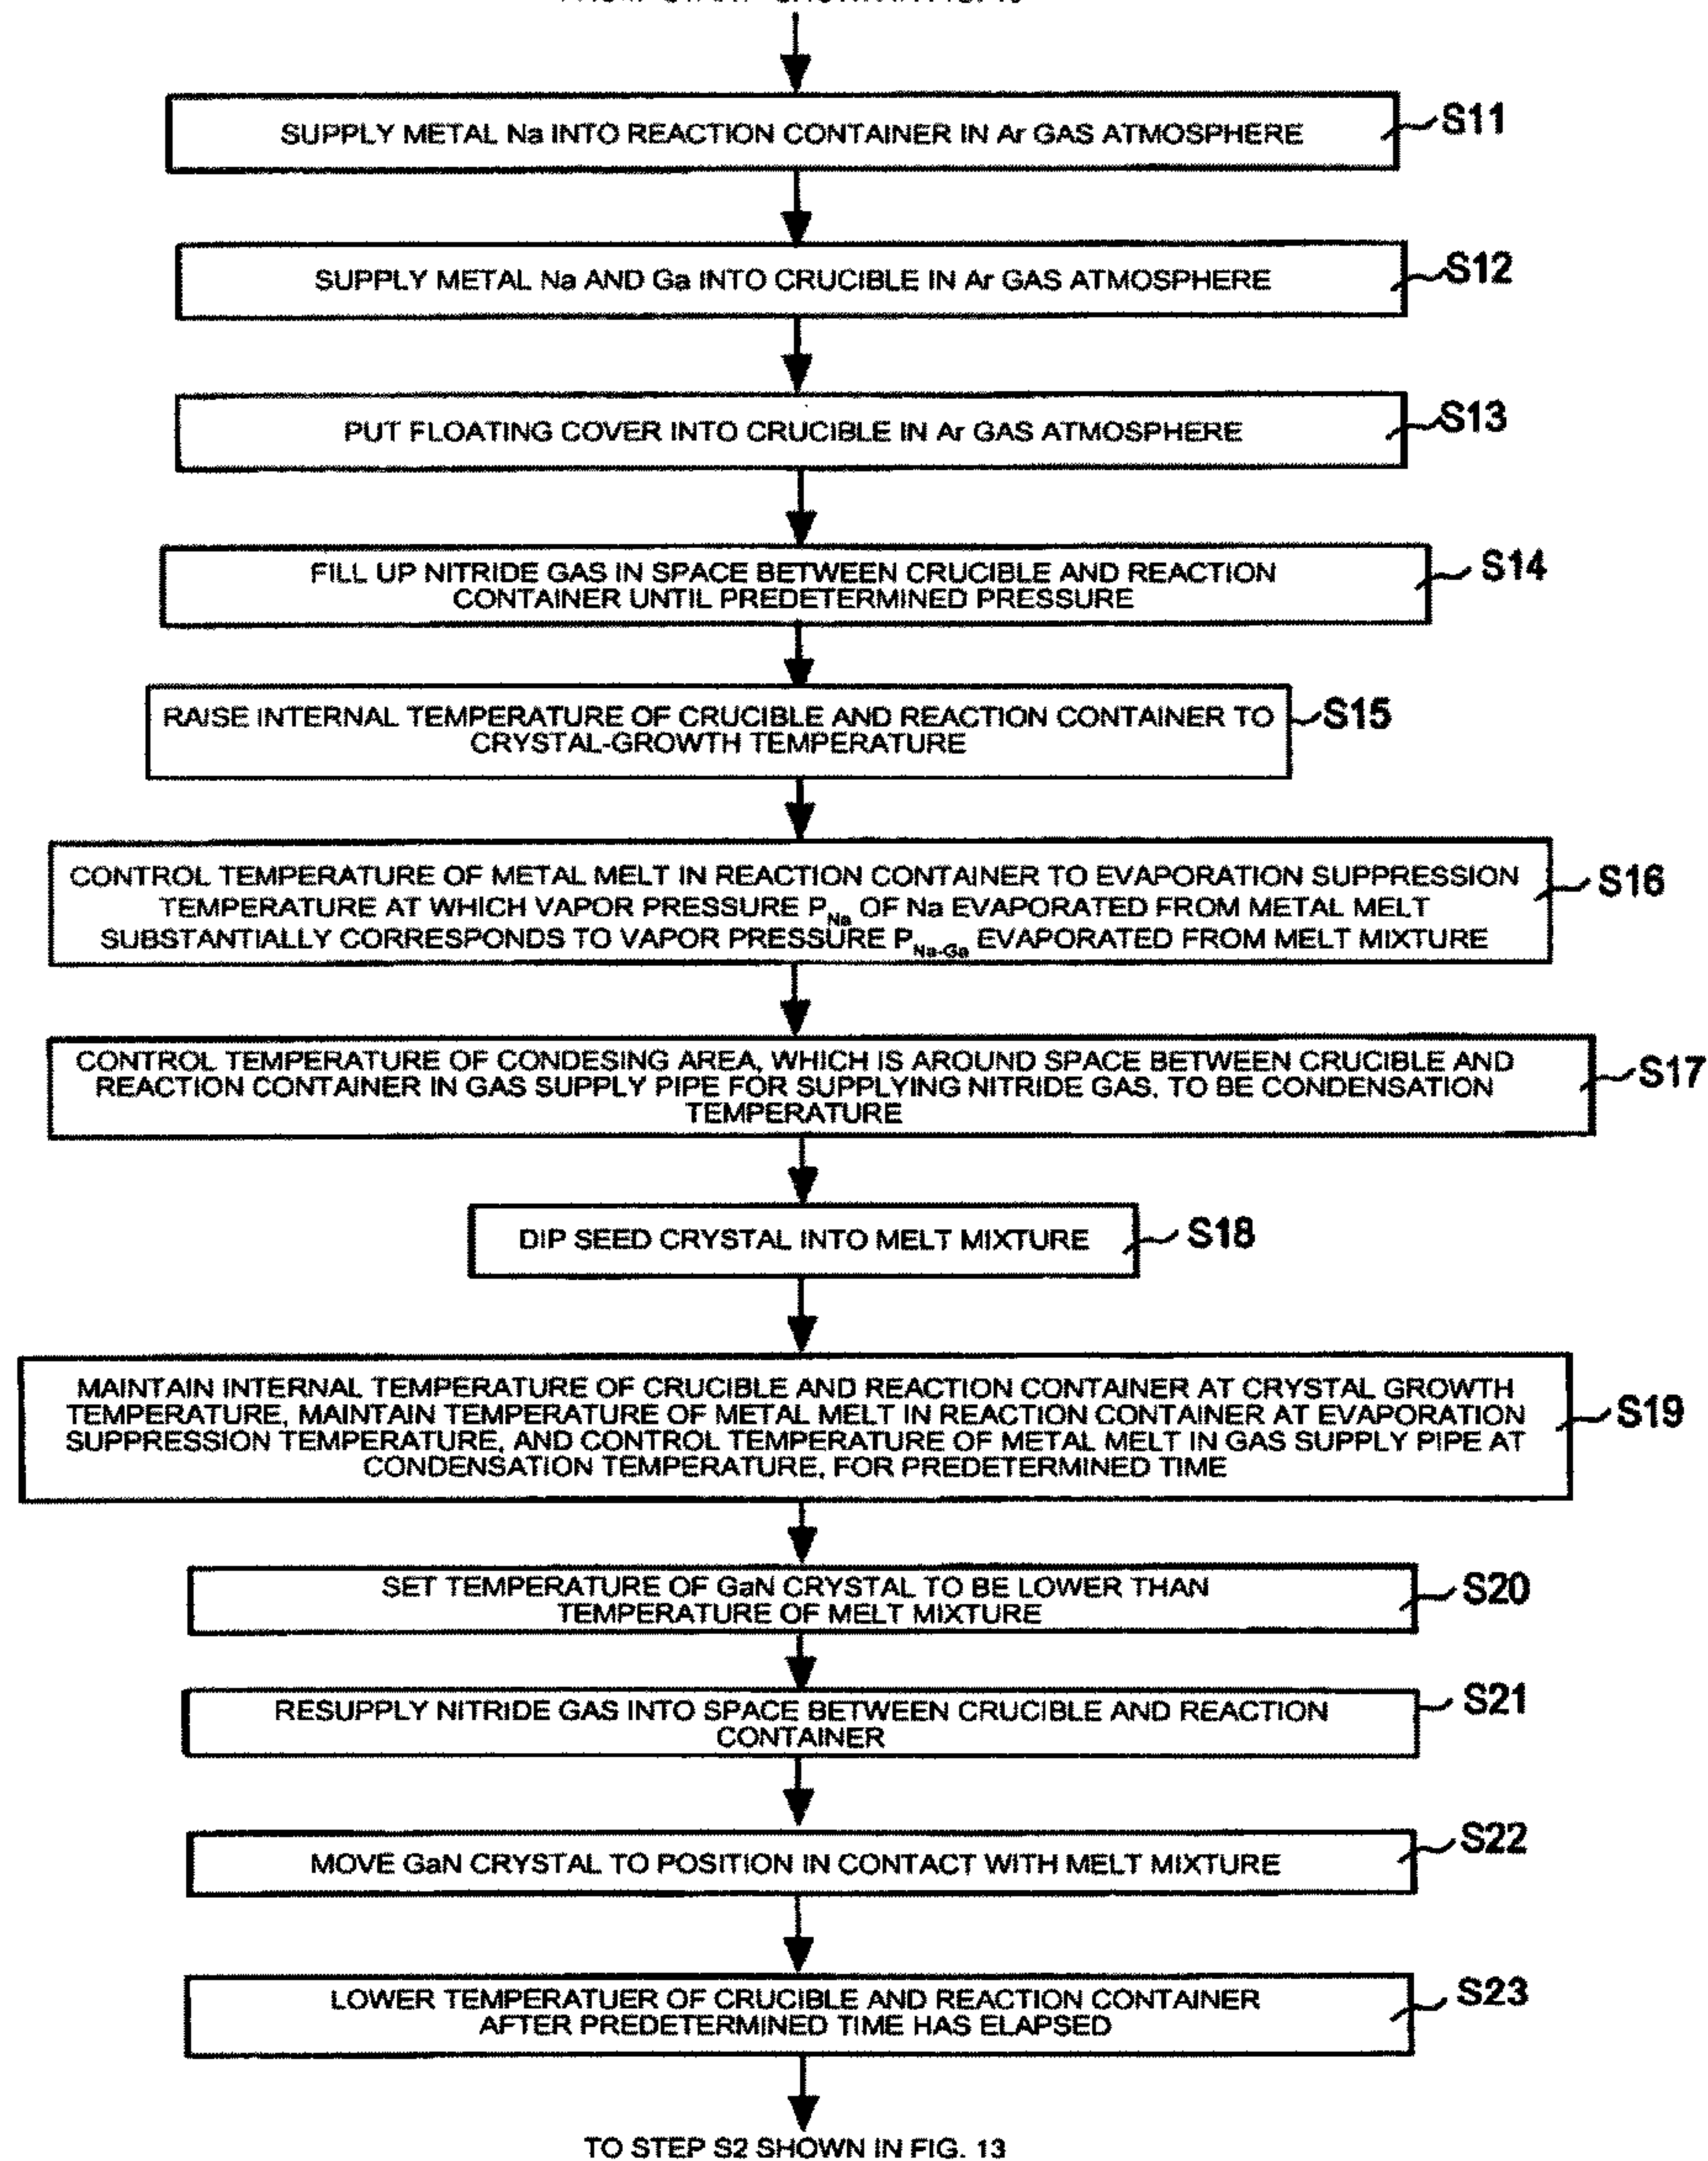 S11
SUPPLY METAL Na INTO REACTION CONTAINER IN Ar GAS ATMOSPHERE
S12
SUPPLY METAL Na AND Ga INTO CRUCIBLE IN Ar GAS ATMOSPHERE
S13
PUT FLOATING COVER INTO CRUCIBLE IN Ar GAS ATMOSPHERE
S14
FILL UP NITRIDE GAS IN SPACE BETWEEN CRUCIBLE AND REACTION
CONTAINER UNTIL PREDETERMINED PRESSURE
S15
RAISE INTERNAL TEMPERATURE OF CRUCIBLE AND REACTION CONTAINER TO
CRYSTAL-GROWTH TEMPERATURE
S16
CONTROL TEMPERATURE OF METAL MELT IN REACTION CONTAINER TO EVAPORATION SUPPRESSION
TEMPERATURE AT WHICH VAPOR PRESSURE PNa OF Na EVAPORATED FROM METAL MELT
SUBSTANTIALLY CORRESPONDS TO VAPOR PRESSURE PNa-Ga EVAPORATED FROM MELT MIXTURE
S17
CONTROL TEMPERATURE OF CONDESING AREA, WHICH IS AROUND SPACE BETWEEN CRUCIBLE AND
REACTION CONTAINER IN GAS SUPPLY PIPE FOR SUPPLYING NITRIDE GAS, TO BE CONDENSATION
TEMPERATURE
S18
DIP SEED CRYSTAL INTO MELT MIXTURE
S19
MAINTAIN INTERNAL TEMPERATURE OF CRUCIBLE AND REACTION CONTAINER AT CRYSTAL GROWTH
TEMPERATURE, MAINTAIN TEMPERATURE OF METAL MELT IN REACTION CONTAINER AT EVAPORATION
SUPPRESSION TEMPERATURE, AND CONTROL TEMPERATURE OF METAL MELT IN GAS SUPPLY PIPE AT
CONDENSATION TEMPERATURE, FOR PREDETERMINED TIME
S20
SET TEMPERATURE OF GaN CRYSTAL TO BE LOWER THAN
TEMPERATURE OF MELT MIXTURE
S21
RESUPPLY NITRIDE GAS INTO SPACE BETWEEN CRUCIBLE AND REACTION
CONTAINER
S22
MOVE GaN CRYSTAL TO POSITION IN CONTACT WITH MELT MIXTURE
S23
LOWER TEMPERATUER OF CRUCIBLE AND REACTION CONTAINER
AFTER PREDETERMINED TIME HAS ELAPSED
TO STEP S2 SHOWN IN FIG. 13